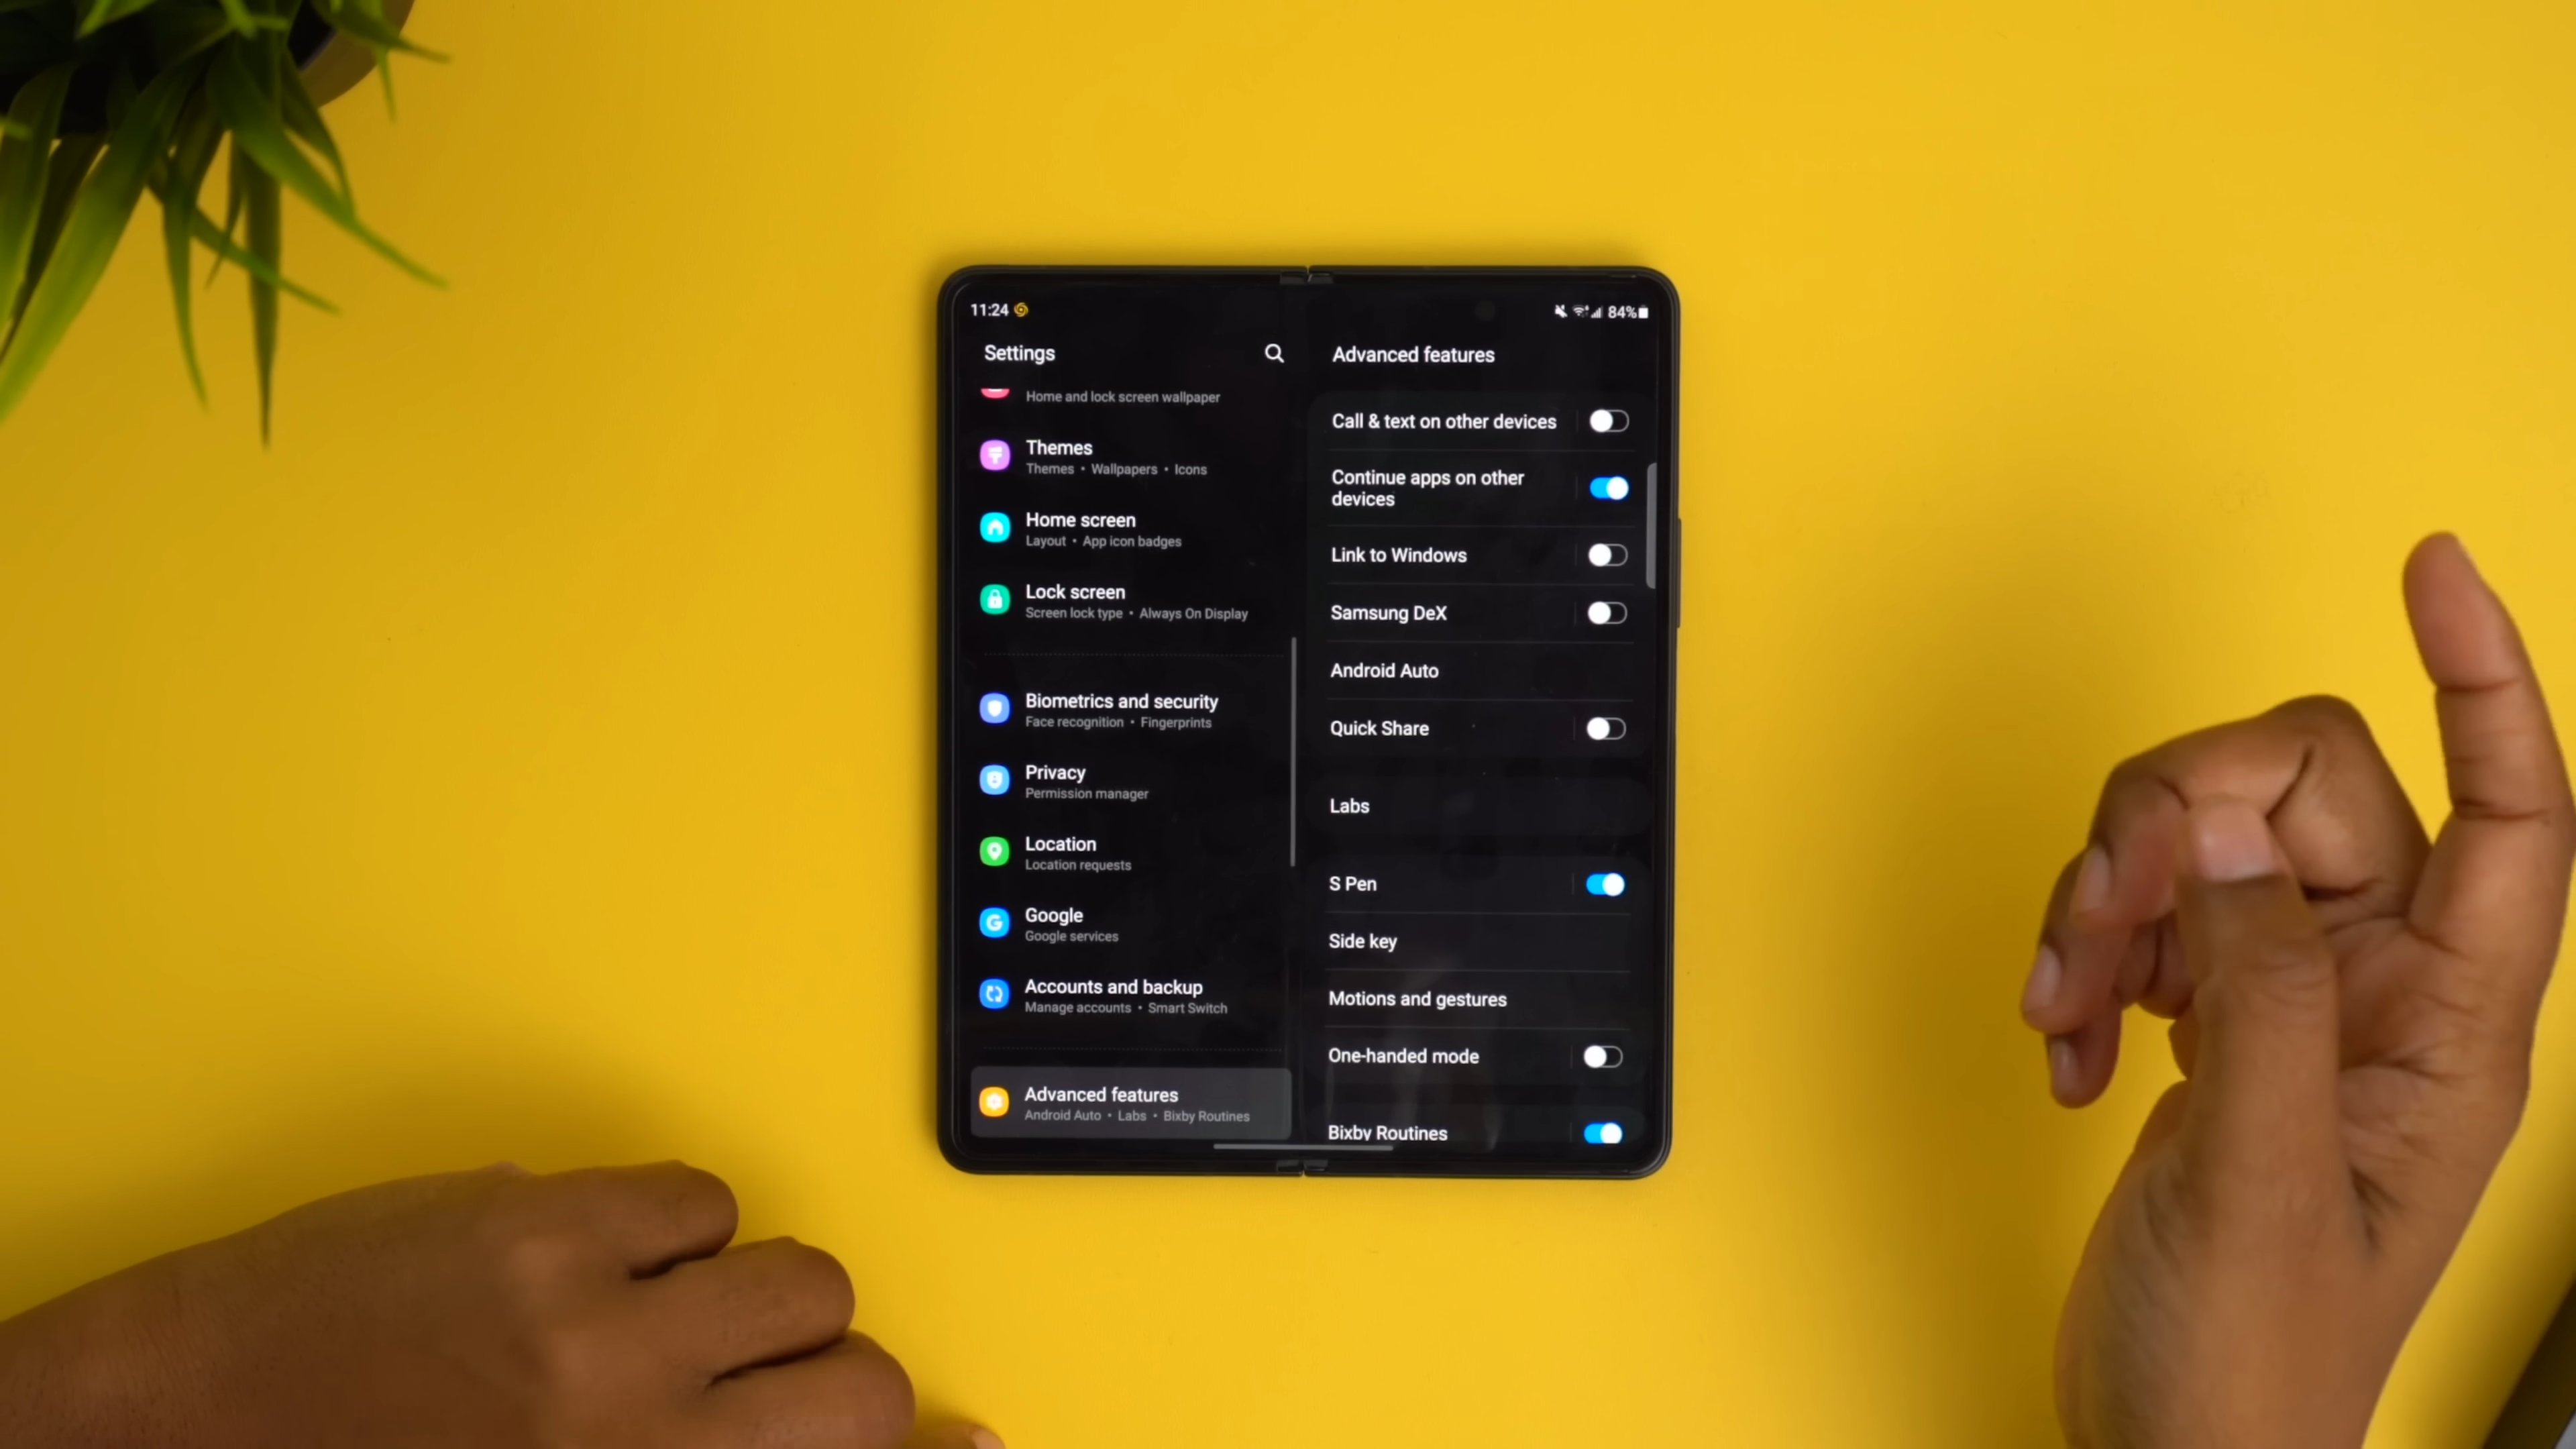 11:24
84%
Settings
Home and lock screen wallpaper
Themes
Themes • Wallpapers • Icons
Home screen
Layout • App icon badges
Lock screen
Screen lock type • Always On Display
Biometrics and security
Face recognition • Fingerprints
Privacy
Permission manager
Location
Location requests
Google
Google services
Accounts and backup
Manage accounts • Smart Switch
Advanced features
Android Auto • Labs • Bixby Routines
Advanced features
Call & text on other devices
Continue apps on other
devices
Link to Windows
Samsung DeX
Android Auto
Quick Share
Labs
S Pen
Side key
Motions and gestures
One-handed mode
Bixby Routines